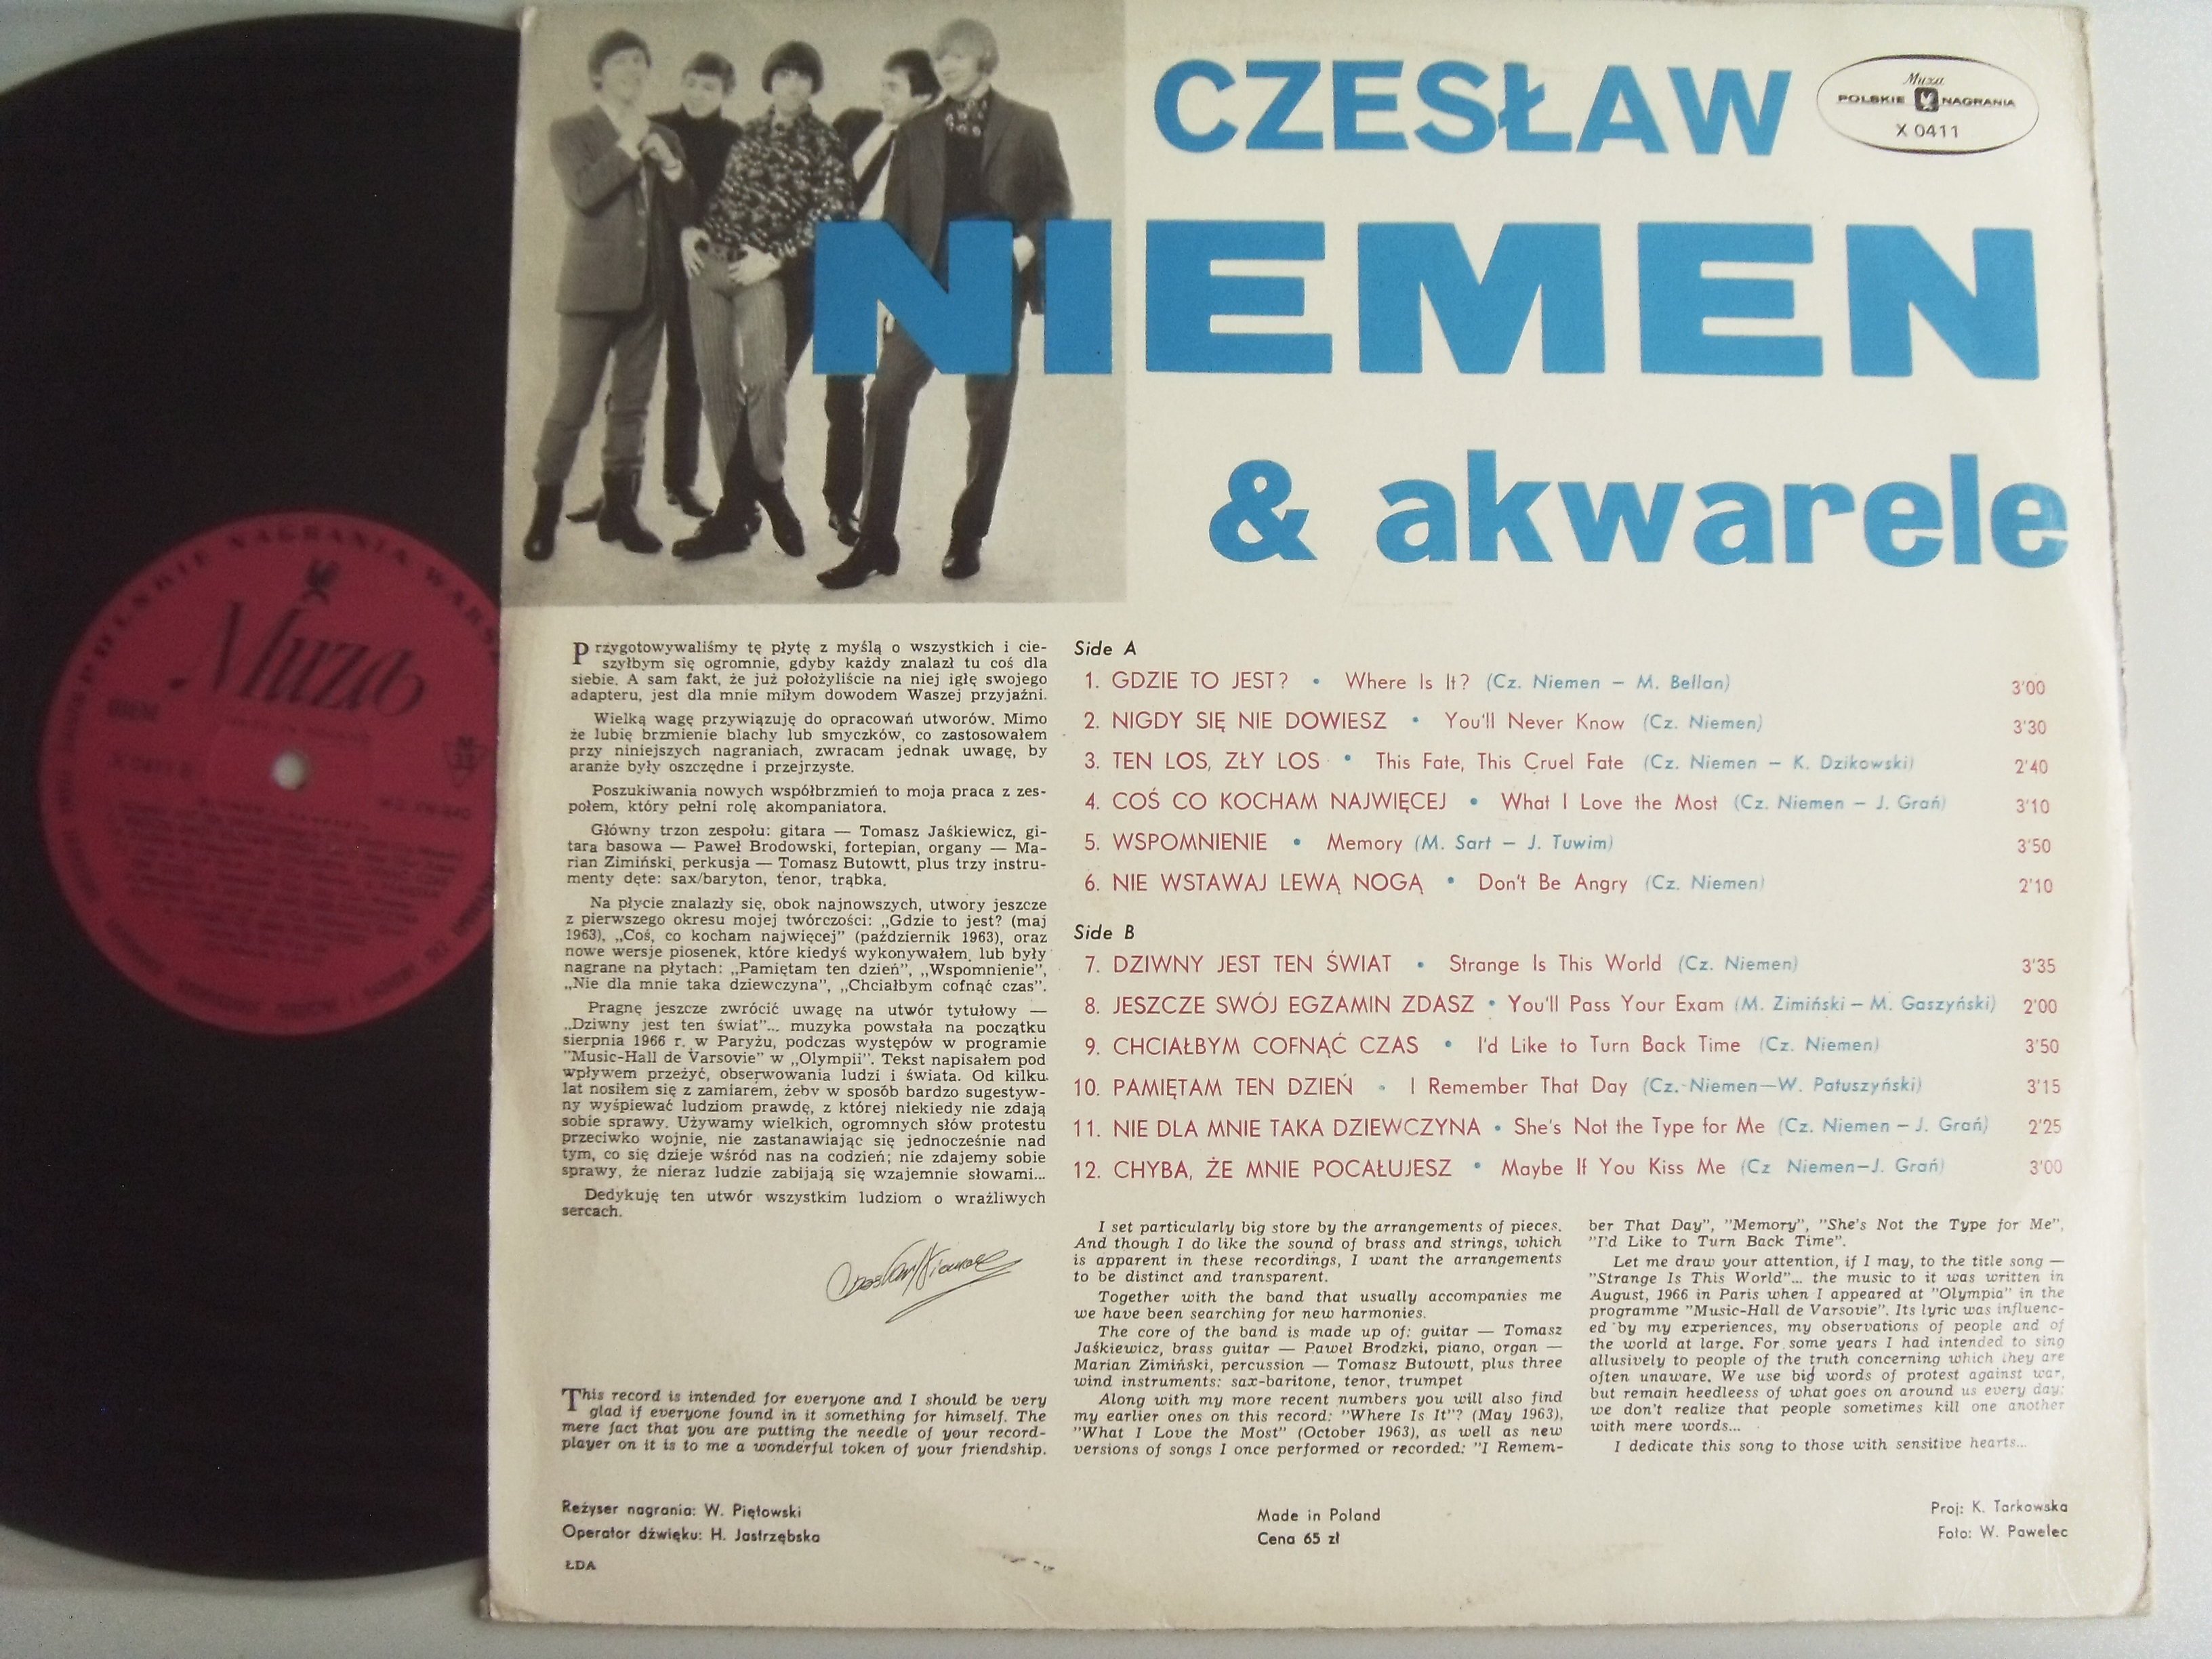 CZESŁAW
NIEMEN
& akwarele
Muza
POLSKIE NAGRANIA
X 0411
POLSKIE NAGRANIA WARS
Muza
Przygotowywaliśmy tę płytę z myślą o wszystkich i cie-
szyłbym się ogromnie, gdyby każdy znalazł tu coś dla
siebie. A sam fakt, że już położyliście na niej igłę swojego
adapteru, jest dla mnie miłym dowodem Waszej przyjaźni.
Wielką wagę przywiązuję do opracowań utworów. Mimo
że lubię brzmienie blachy lub smyczków, co zastosowałem
przy niniejszych nagraniach, zwracam jednak uwagę, by
aranże były oszczędne i przejrzyste.
Poszukiwania nowych współbrzmień to moja praca z zes-
połem, który pełni rolę akompaniatora.
Główny trzon zespołu: gitara — Tomasz Jaśkiewicz, gi-
tara basowa — Paweł Brodowski, fortepian, organy — Ma-
rian Zimiński, perkusja — Tomasz Butowtt, plus trzy instru-
menty dęte: sax/baryton, tenor, trąbka.
Na płycie znalazły się, obok najnowszych, utwory jeszcze
z pierwszego okresu mojej twórczości: „Gdzie to jest? (maj
1963), „Coś, co kocham najwięcej” (październik 1963), oraz
nowe wersje piosenek, które kiedyś wykonywałem, lub były
nagrane na płytach: „Pamiętam ten dzień”, „Wspomnienie”,
„Nie dla mnie taka dziewczyna”, „Chciałbym cofnąć czas”.
Pragnę jeszcze zwrócić uwagę na utwór tytułowy —
„Dziwny jest ten świat”... muzyka powstała na początku
sierpnia 1966 r. w Paryżu, podczas występów w programie
"Music-Hall de Varsovie" w „Olympii”. Tekst napisałem pod
wpływem przeżyć, obserwowania ludzi i świata. Od kilku
lat nosiłem się z zamiarem, żeby w sposób bardzo sugestyw-
ny wyśpiewać ludziom prawdę, z której niekiedy nie zdają
sobie sprawy. Używamy wielkich, ogromnych słów protestu
przeciwko wojnie, nie zastanawiając się jednocześnie nad
tym, co się dzieje wśród nas na codzień; nie zdajemy sobie
sprawy, że nieraz ludzie zabijają się wzajemnie słowami...
Dedykuję ten utwór wszystkim ludziom o wrażliwych
sercach.
Czesław Niemen
Side A
1. GDZIE TO JEST? • Where Is It? (Cz. Niemen – M. Bellan) 3'00
2. NIGDY SIĘ NIE DOWIESZ • You'll Never Know (Cz. Niemen) 3'30
3. TEN LOS, ZŁY LOS • This Fate, This Cruel Fate (Cz. Niemen – K. Dzikowski) 2'40
4. COŚ CO KOCHAM NAJWIĘCEJ • What I Love the Most (Cz. Niemen – J. Grań) 3'10
5. WSPOMNIENIE • Memory (M. Sart – J. Tuwim) 3'50
6. NIE WSTAWAJ LEWĄ NOGĄ • Don't Be Angry (Cz. Niemen) 2'10
Side B
7. DZIWNY JEST TEN ŚWIAT • Strange Is This World (Cz. Niemen) 3'35
8. JESZCZE SWÓJ EGZAMIN ZDASZ • You'll Pass Your Exam (M. Zimiński – M. Gaszyński) 2'00
9. CHCIAŁBYM COFNĄĆ CZAS • I'd Like to Turn Back Time (Cz. Niemen) 3'50
10. PAMIĘTAM TEN DZIEŃ • I Remember That Day (Cz. Niemen—W. Patuszyński) 3'15
11. NIE DLA MNIE TAKA DZIEWCZYNA • She's Not the Type for Me (Cz. Niemen – J. Grań) 2'25
12. CHYBA, ŻE MNIE POCAŁUJESZ • Maybe If You Kiss Me (Cz Niemen–J. Grań) 3'00
This record is intended for everyone and I should be very
glad if everyone found in it something for himself. The
mere fact that you are putting the needle of your record-
player on it is to me a wonderful token of your friendship.
I set particularly big store by the arrangements of pieces.
And though I do like the sound of brass and strings, which
is apparent in these recordings, I want the arrangements
to be distinct and transparent.
Together with the band that usually accompanies me
we have been searching for new harmonies.
The core of the band is made up of: guitar — Tomasz
Jaśkiewicz, brass guitar — Paweł Brodzki, piano, organ —
Marian Zimiński, percussion — Tomasz Butowtt, plus three
wind instruments: sax-baritone, tenor, trumpet
Along with my more recent numbers you will also find
my earlier ones on this record: "Where Is It"? (May 1963),
"What I Love the Most" (October 1963), as well as new
versions of songs I once performed or recorded: "I Remem-
ber That Day", "Memory", "She's Not the Type for Me",
"I'd Like to Turn Back Time".
Let me draw your attention, if I may, to the title song —
"Strange Is This World"... the music to it was written in
August, 1966 in Paris when I appeared at "Olympia" in the
programme "Music-Hall de Varsovie". Its lyric was influenc-
ed by my experiences, my observations of people and of
the world at large. For some years I had intended to sing
allusively to people of the truth concerning which they are
often unaware. We use big words of protest against war,
but remain heedleess of what goes on around us every day;
we don't realize that people sometimes kill one another
with mere words...
I dedicate this song to those with sensitive hearts...
Reżyser nagrania: W. Piętowski
Operator dźwięku: H. Jastrzębska
ŁDA
Made in Poland
Cena 65 zł
Proj: K. Tarkowska
Foto: W. Pawelec